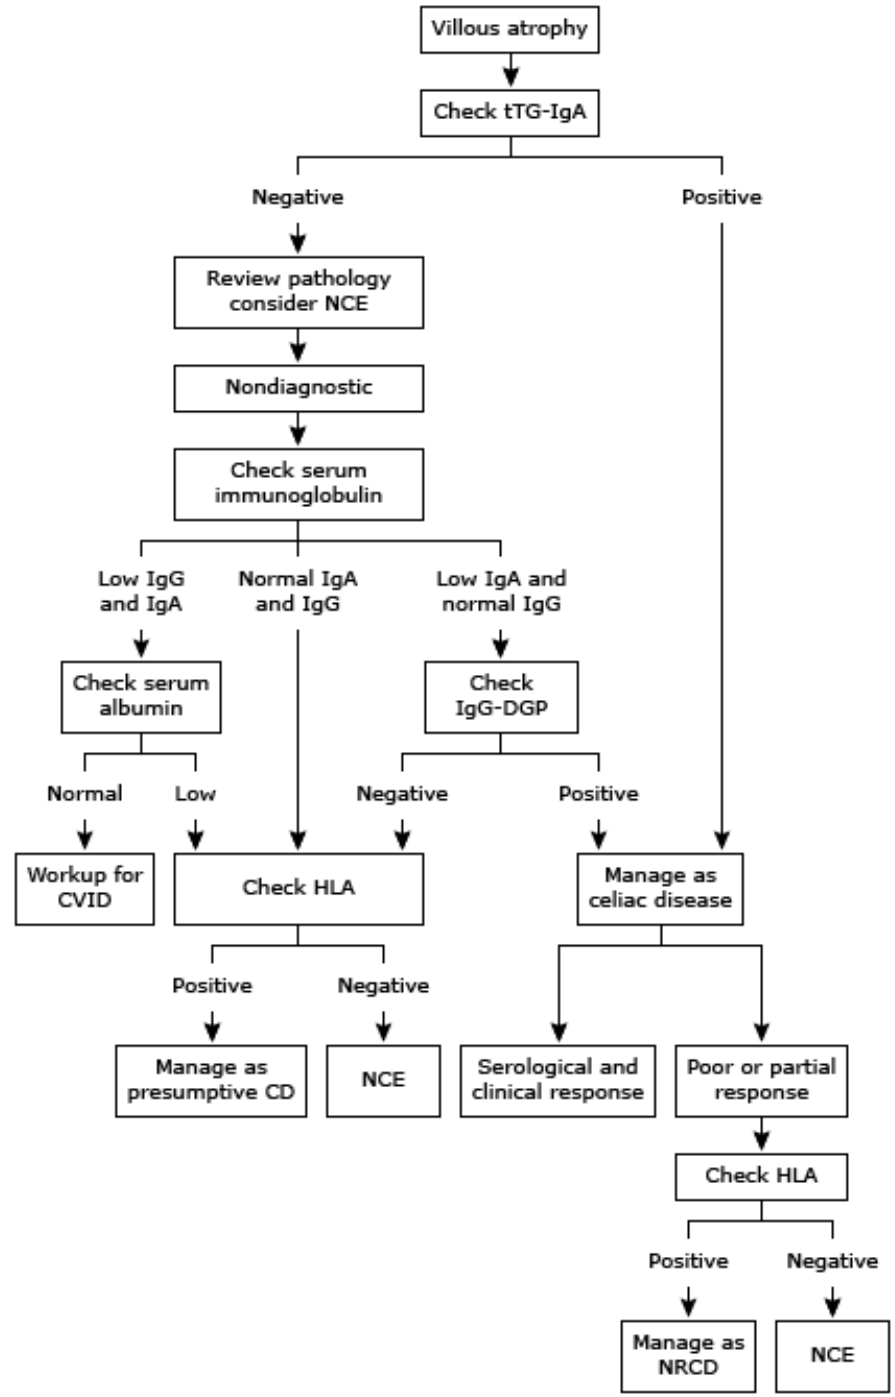 Villous atrophy
Check tTG-IgA
Negative
Positive
Review pathology
consider NCE
Nondiagnostic
Check serum
immunoglobulin
Low IgG
and IgA
Normal IgA
and IgG
Low IgA and
normal IgG
Check serum
albumin
Check
IgG-DGP
Normal
Low
Negative
Positive
Workup for
CVID
Check HLA
Manage as
celiac disease
Positive
Negative
Manage as
presumptive CD
NCE
Serological and
clinical response
Poor or partial
response
Check HLA
Positive
Negative
Manage as
NRCD
NCE